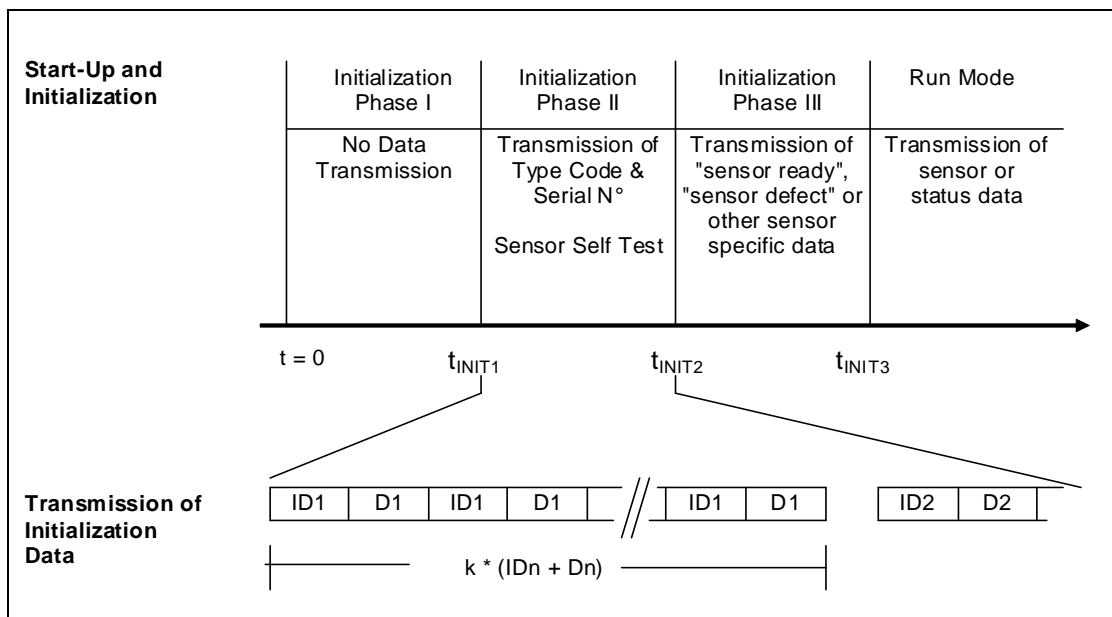 Start-Up and
Initialization
Initialization
Phase I
Initialization
Phase II
Initialization
Phase III
Run Mode
No Data
Transmission
Transmission of
Type Code &
Serial N°
Sensor Self Test
Transmission of
"sensor ready",
"sensor defect" or
other sensor
specific data
Transmission of
sensor or
status data
t = 0
tINIT1
tINIT2
tINIT3
Transmission of
Initialization
Data
ID1 D1 ID1 D1 ID1 D1 ID2 D2
k * (IDn + Dn)